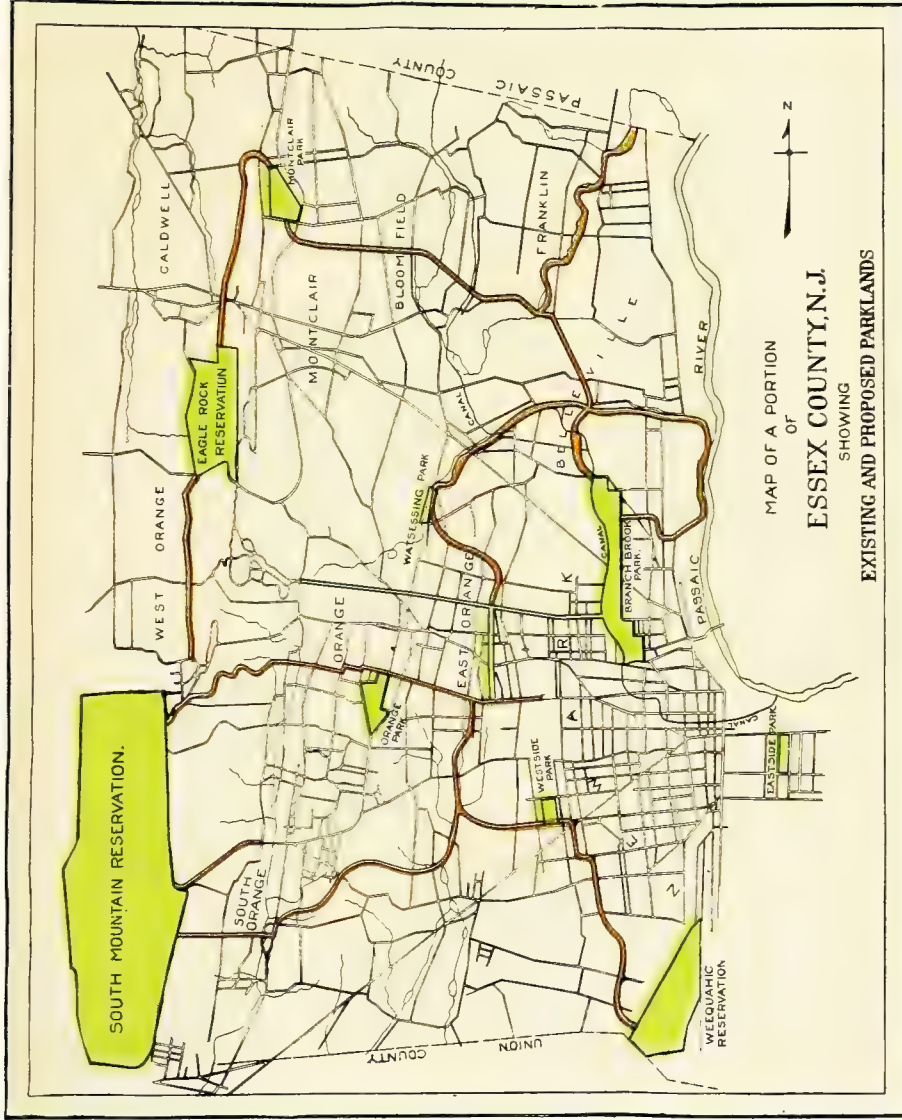 MAP OF A PORTION
OF
ESSEX COUNTY, N.J.
SHOWING
EXISTING AND PROPOSED PARKLANDS
N
PASSAIC
COUNTY
CALDWELL
MONTCLAIR
PARK
EAGLE ROCK
RESERVATION
MONTCLAIR
BLOOMFIELD
FRANKLIN
WEST ORANGE
WATSESSING PARK
CANAL
BELLEVILLE
RIVER
SOUTH MOUNTAIN RESERVATION.
ORANGE
ORANGE
PARK
EAST ORANGE
CANAL
BRANCH BROOK
PARK.
PASSAIC
SOUTH
ORANGE
WESTSIDE
PARK
NEWARK
CANAL
EASTSIDE PARK
UNION
COUNTY
WEEQUAHIC
RESERVATION